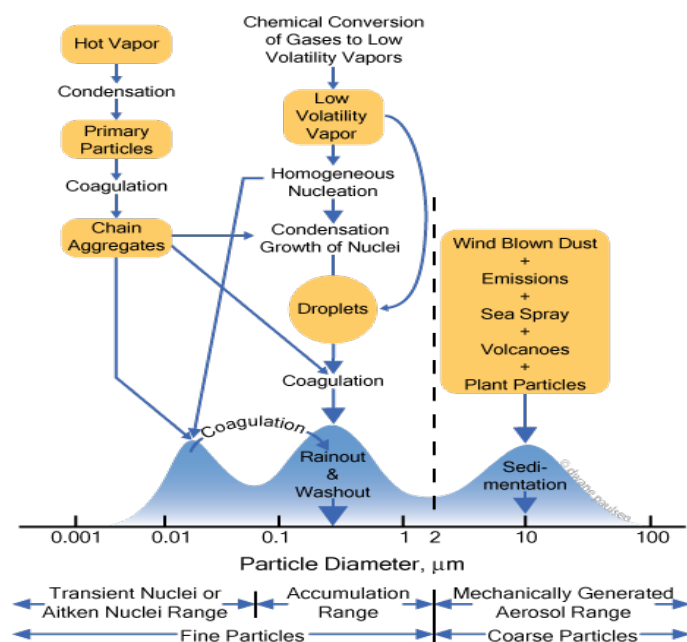 Hot Vapor
Condensation
Primary
Particles
Coagulation
Chain
Aggregates
Chemical Conversion
of Gases to Low
Volatility Vapors
Low
Volatility
Vapor
Homogeneous
Nucleation
Condensation
Growth of Nuclei
Droplets
Coagulation
Wind Blown Dust
+
Emissions
+
Sea Spray
+
Volcanoes
+
Plant Particles
Coagulation
Rainout
&
Washout
Sedi-
mentation
© dwane paulsen
0.001 0.01 0.1 1 2 10 100
Particle Diameter, μm
Transient Nuclei or
Aitken Nuclei Range
Accumulation
Range
Mechanically Generated
Aerosol Range
Fine Particles
Coarse Particles